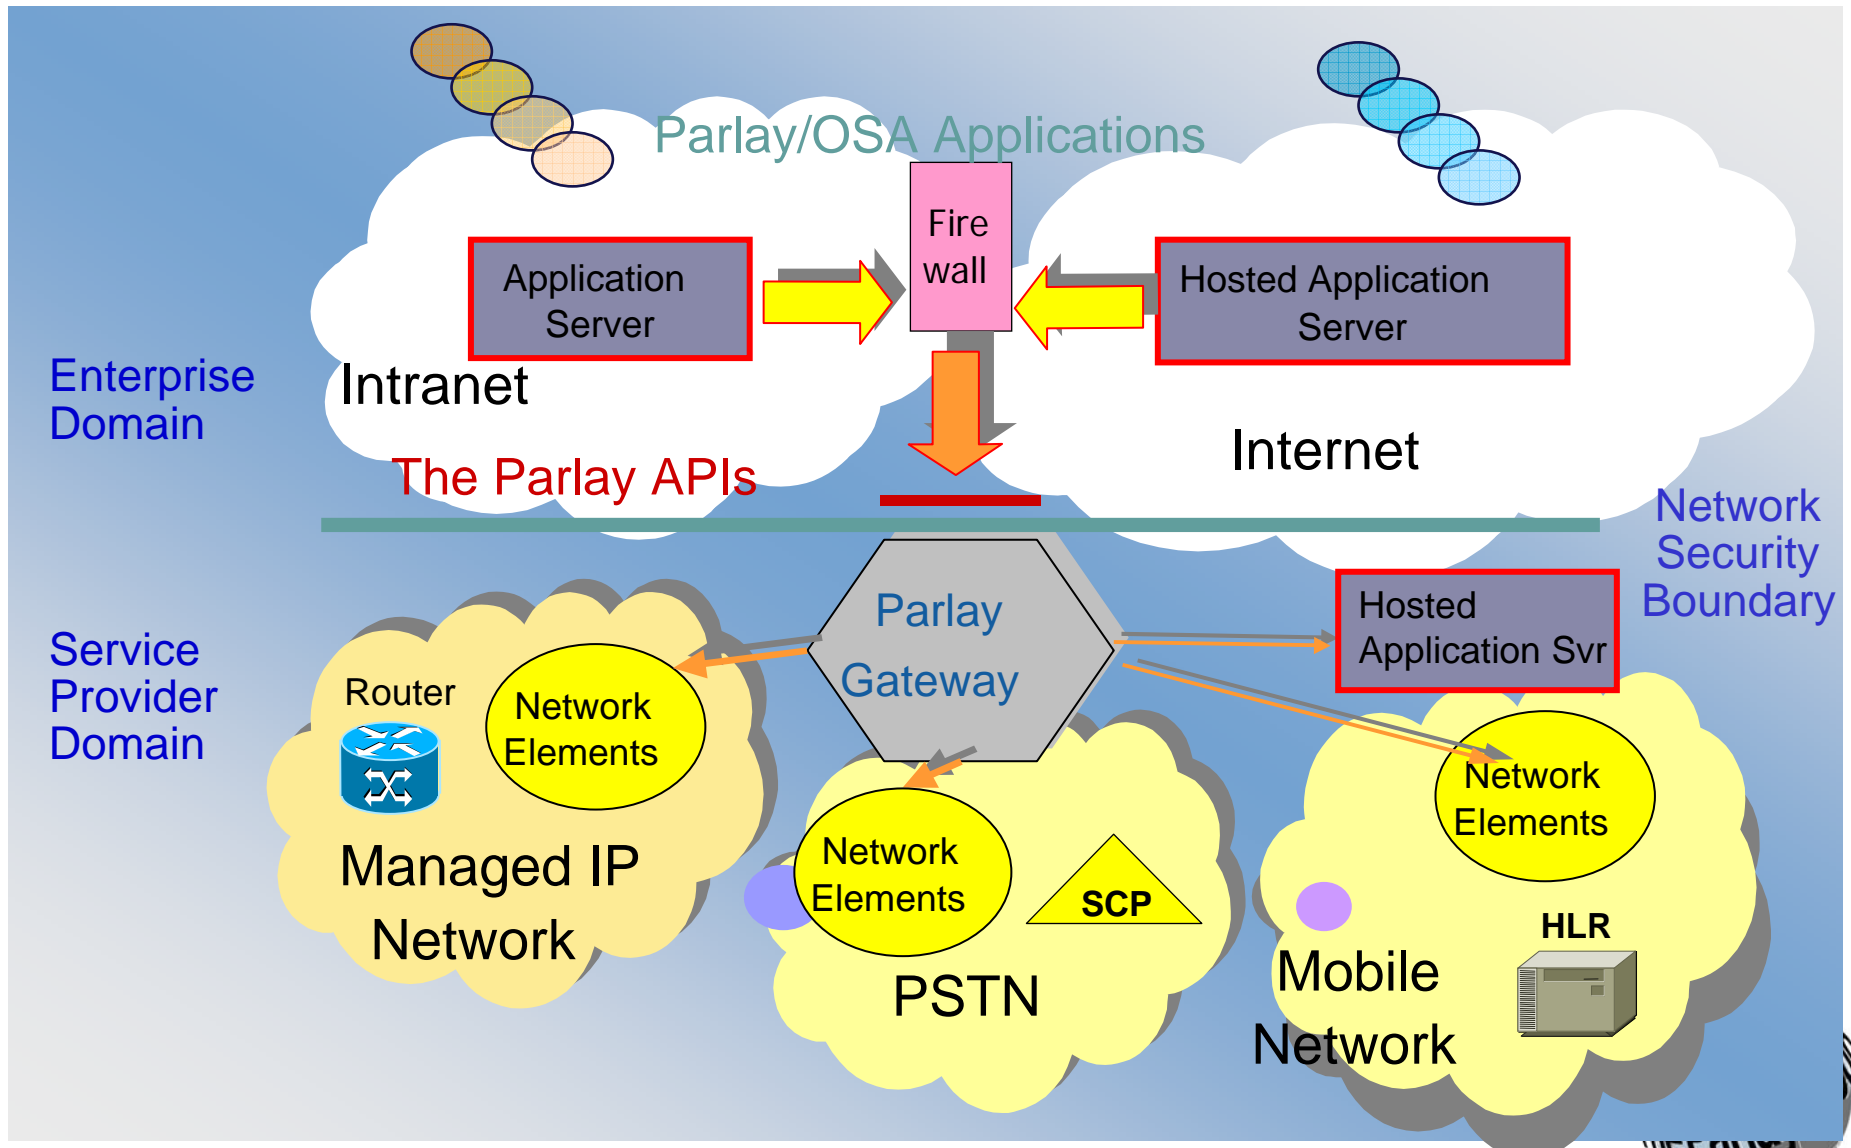 Parlay/OSA Applications
Fire
wall
Application
Server
Hosted Application
Server
Enterprise
Domain
Intranet
Internet
The Parlay APIs
Network
Security
Boundary
Parlay
Gateway
Hosted
Application Svr
Service
Provider
Domain
Router
Network
Elements
Managed IP
Network
Network
Elements
SCP
PSTN
Network
Elements
HLR
Mobile
Network